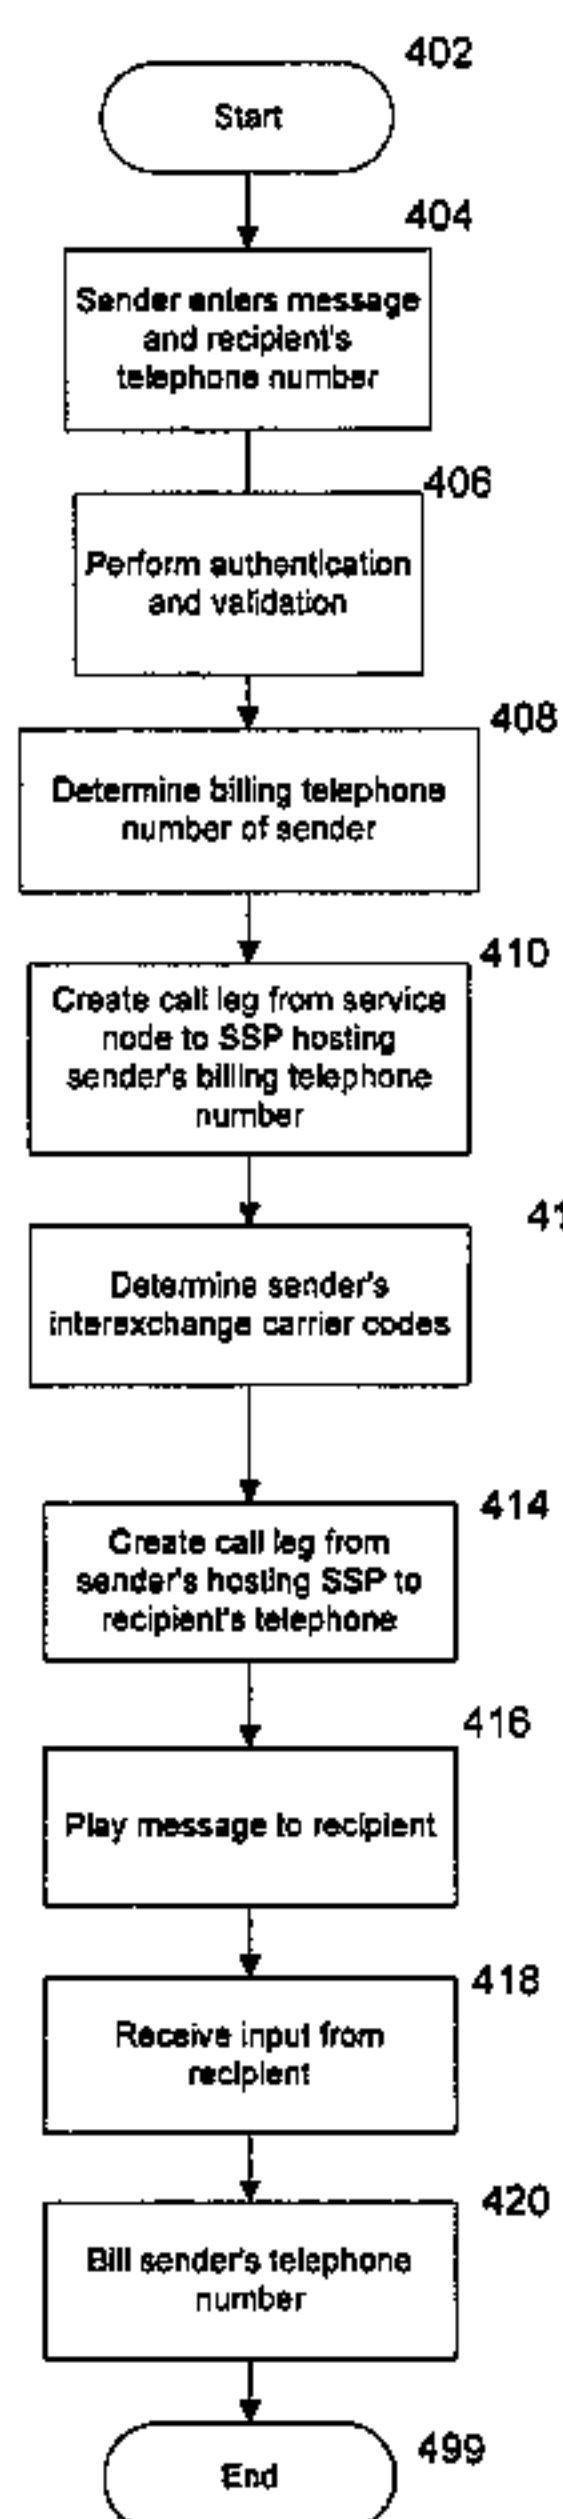 402
Start
404
Sender enters message
and recipient's
telephone number
406
Perform authentication
and validation
408
Determine billing telephone
number of sender
410
Create call leg from service
node to SSP hosting
sender's billing telephone
number
41
Determine sender's
interexchange carrier codes
414
Create call leg from
sender's hosting SSP to
recipient's telephone
416
Play message to recipient
418
Receive input from
recipient
420
Bill sender's telephone
number
499
End